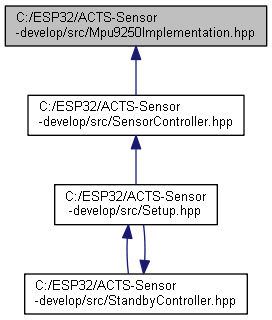 C:/ESP32/ACTS-Sensor
-develop/src/Mpu9250Implementation.hpp
C:/ESP32/ACTS-Sensor
-develop/src/SensorController.hpp
C:/ESP32/ACTS-Sensor
-develop/src/Setup.hpp
C:/ESP32/ACTS-Sensor
-develop/src/StandbyController.hpp